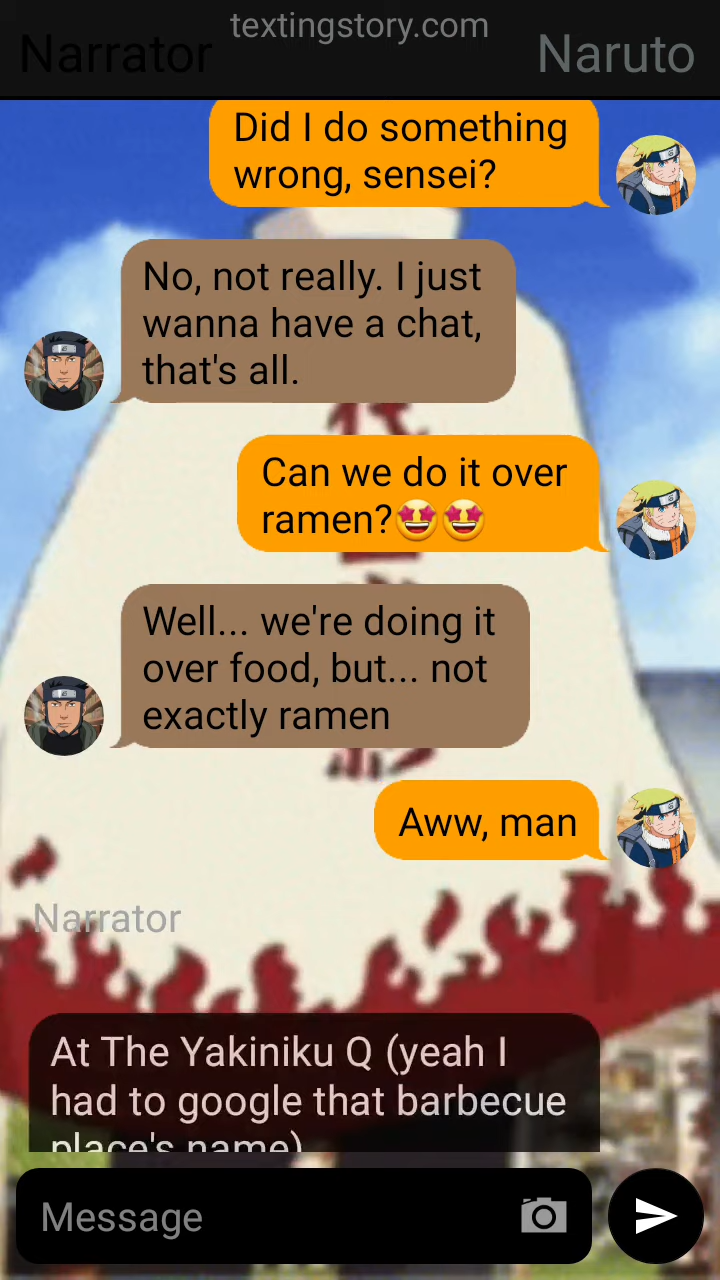 textingstory.com
Narrator
Naruto
Did I do something
wrong, sensei?
No, not really. I just
wanna have a chat,
that's all.
Can we do it over
ramen?🤩🤩
Well... we're doing it
over food, but... not
exactly ramen
Aww, man
Narrator
At The Yakiniku Q (yeah I
had to google that barbecue
place's name)
Message